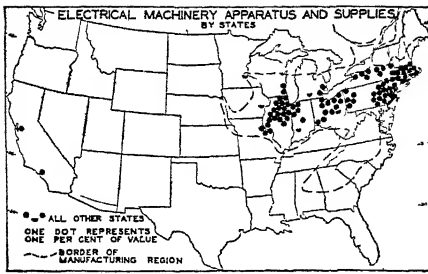 ELECTRICAL MACHINERY APPARATUS AND SUPPLIES
BY STATES
ALL OTHER STATES
ONE DOT REPRESENTS
ONE PER CENT OF VALUE
BORDER OF
MANUFACTURING REGION